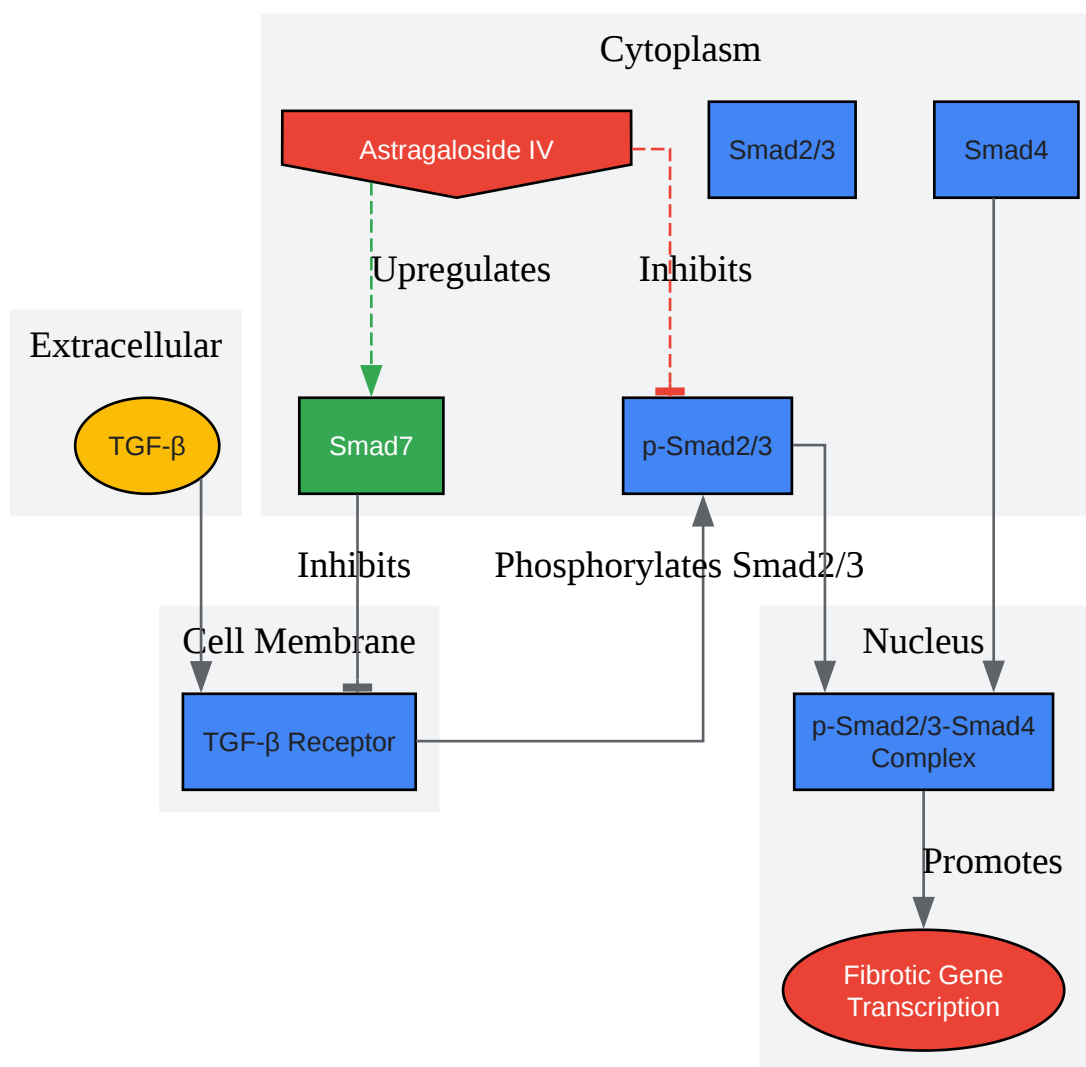 Cytoplasm
Astragaloside IV
Smad2/3
Smad4
Upregulates
Inhibits
Extracellular
TGF-β
Smad7
p-Smad2/3
Inhibits
Phosphorylates Smad2/3
Cell Membrane
Nucleus
TGF-β Receptor
p-Smad2/3-Smad4
Complex
Promotes
Fibrotic Gene
Transcription